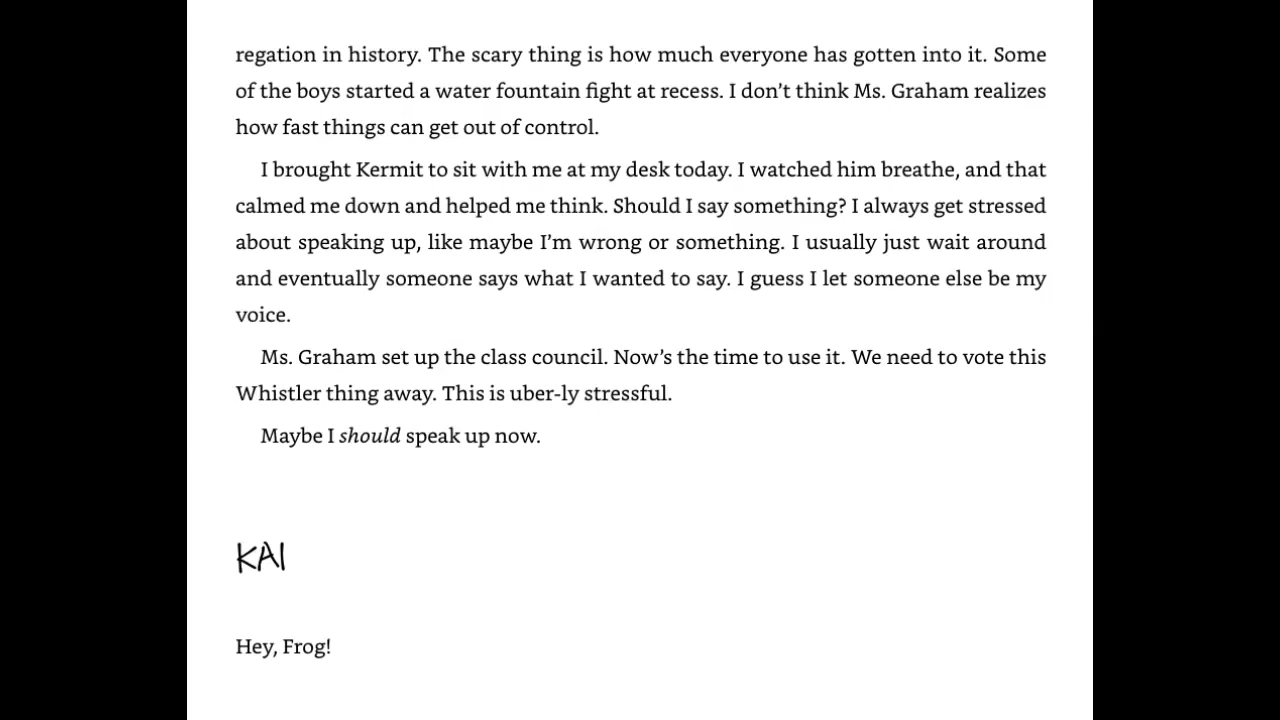 regation in history. The scary thing is how much everyone has gotten into it. Some
of the boys started a water fountain fight at recess. I don’t think Ms. Graham realizes
how fast things can get out of control.
I brought Kermit to sit with me at my desk today. I watched him breathe, and that
calmed me down and helped me think. Should I say something? I always get stressed
about speaking up, like maybe I’m wrong or something. I usually just wait around
and eventually someone says what I wanted to say. I guess I let someone else be my
voice.
Ms. Graham set up the class council. Now’s the time to use it. We need to vote this
Whistler thing away. This is uber-ly stressful.
Maybe I should speak up now.
KAI
Hey, Frog!